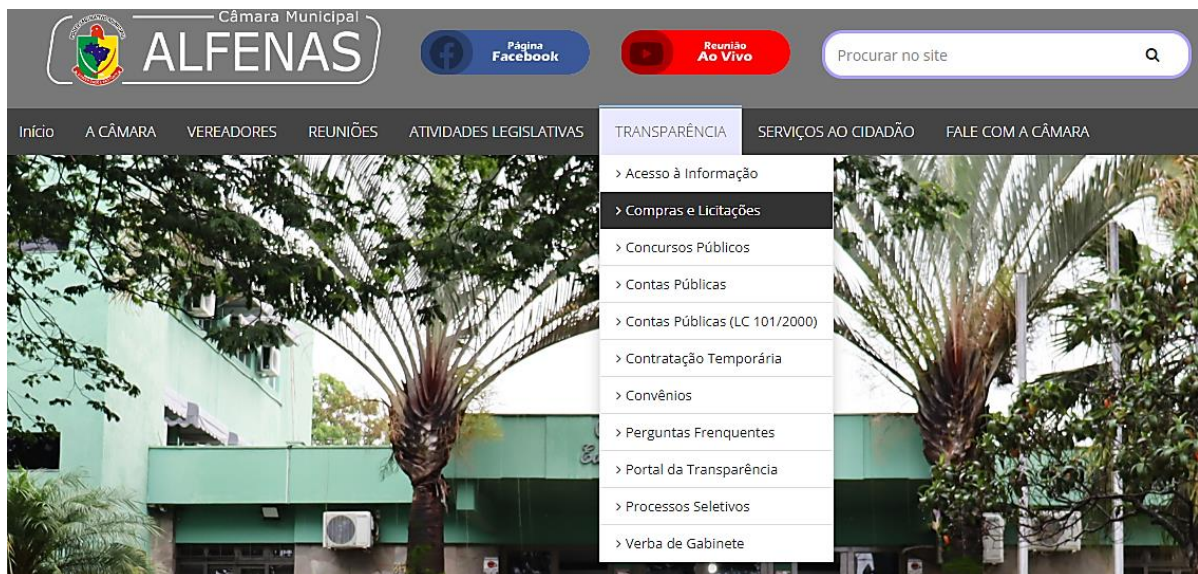 Câmara Municipal
ALFENAS
Página
Facebook
Reunião
Ao Vivo
Procurar no site
Início A CÂMARA VEREADORES REUNIÕES ATIVIDADES LEGISLATIVAS TRANSPARÊNCIA SERVIÇOS AO CIDADÃO FALE COM A CÂMARA
> Acesso à Informação
> Compras e Licitações
> Concursos Públicos
> Contas Públicas
> Contas Públicas (LC 101/2000)
> Contratação Temporária
> Convênios
> Perguntas Frenquentes
> Portal da Transparência
> Processos Seletivos
> Verba de Gabinete